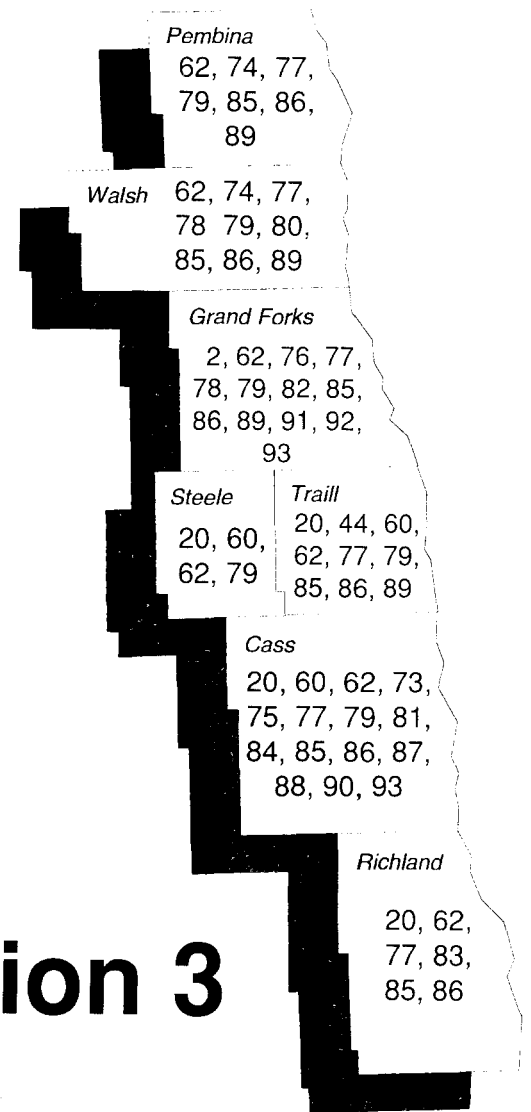 Pembina
62, 74, 77,
79, 85, 86,
89
Walsh 62, 74, 77,
78 79, 80,
85, 86, 89
Grand Forks
2, 62, 76, 77,
78, 79, 82, 85,
86, 89, 91, 92,
93
Steele
20, 60,
62, 79
Traill
20, 44, 60,
62, 77, 79,
85, 86, 89
Cass
20, 60, 62, 73,
75, 77, 79, 81,
84, 85, 86, 87,
88, 90, 93
Richland
20, 62,
77, 83,
85, 86
ion 3